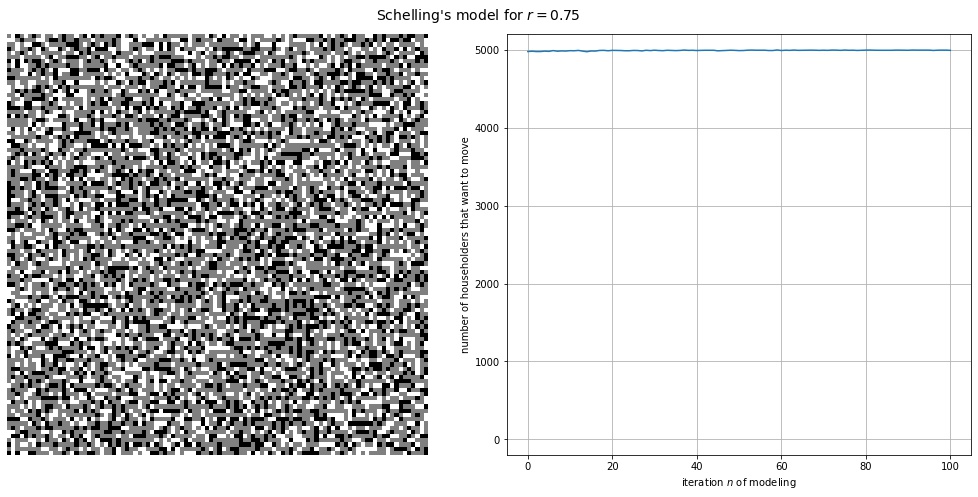 Schelling's model for r = 0.75
number of householders that want to move
5000
4000
3000
2000
1000
0
0 20 40 60 80 100
iteration n of modeling